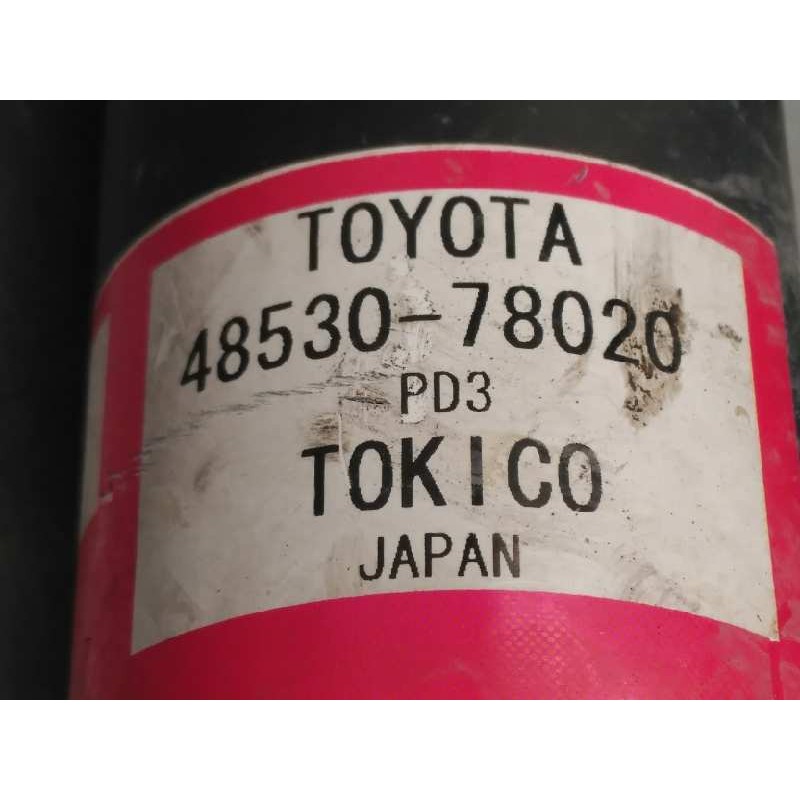 TOYOTA
48530-78020
PD3
TOKICO
JAPAN